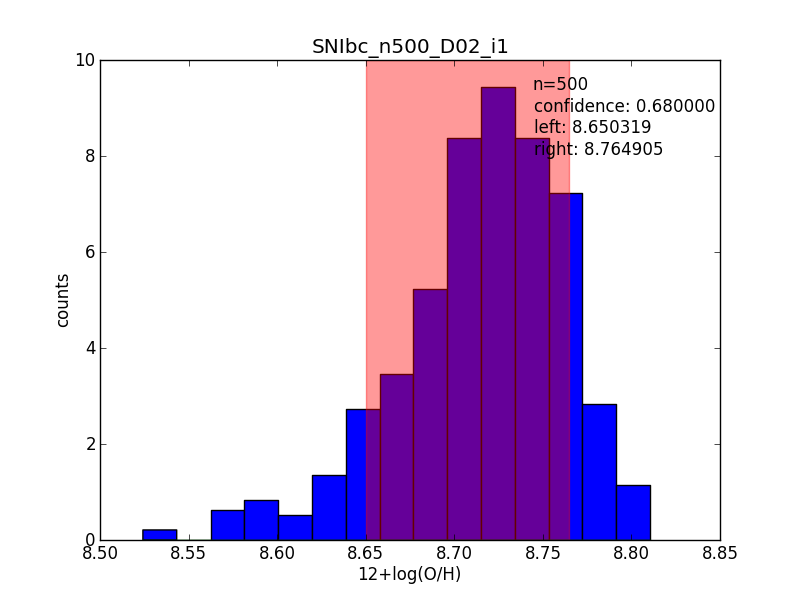 SNIbc_n500_D02_i1
n=500
confidence: 0.680000
left: 8.650319
right: 8.764905
counts
10
8
6
4
2
0
8.50 8.55 8.60 8.65 8.70 8.75 8.80 8.85
12+log(O/H)